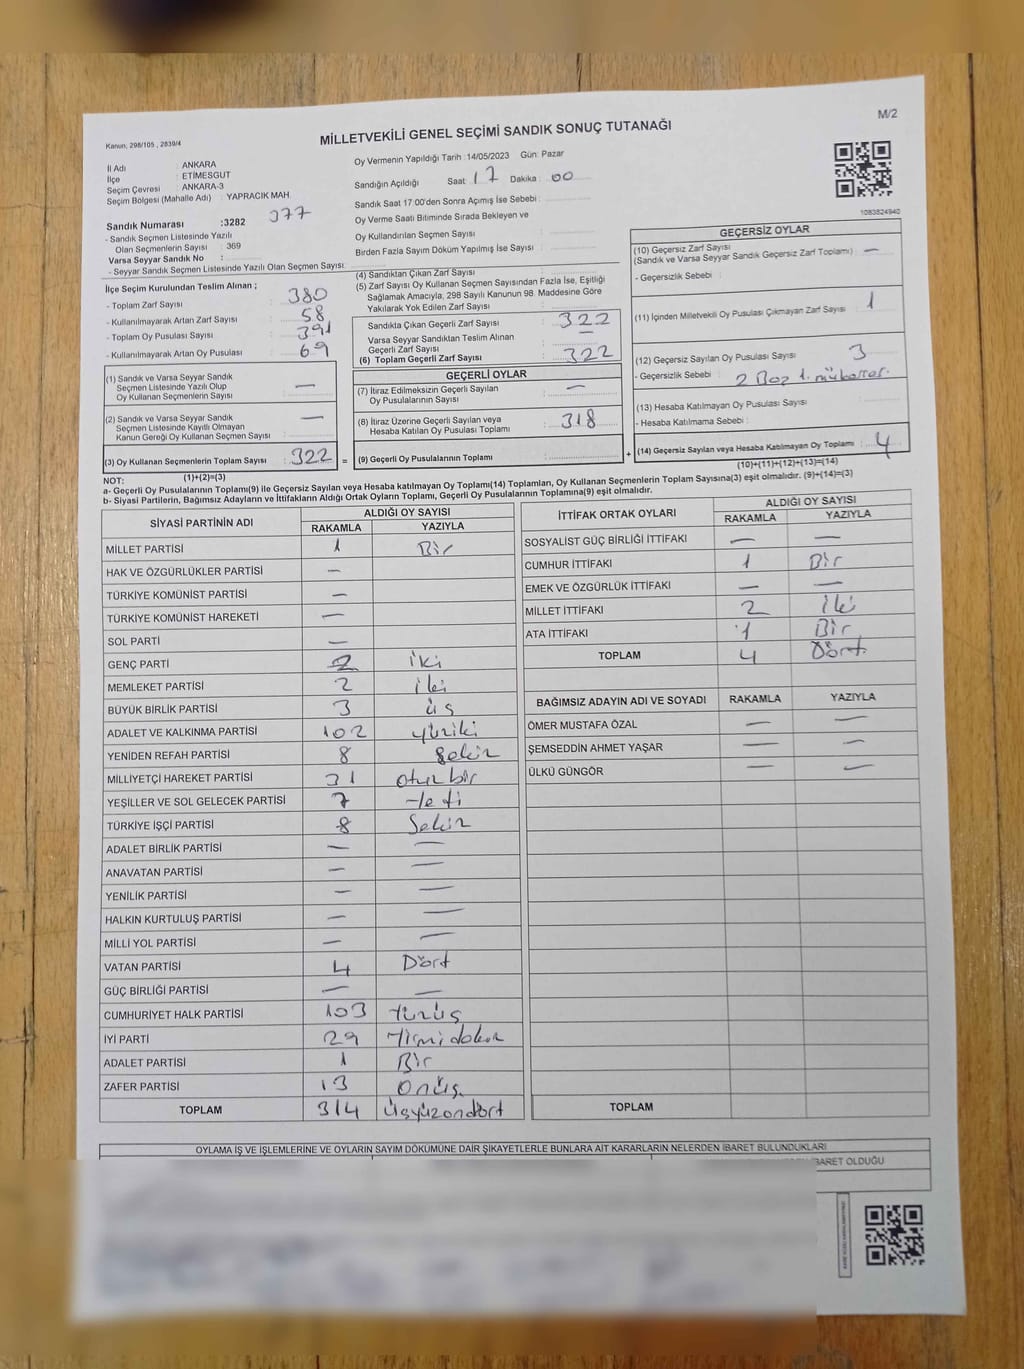 M/2
Kanun, 298/105 , 2839/4
MİLLETVEKİLİ GENEL SEÇİMİ SANDIK SONUÇ TUTANAĞI
İl Adı : ANKARA
İlçe : ETİMESGUT
Seçim Çevresi : ANKARA-3
Seçim Bölgesi (Mahalle Adı) : YAPRACIK MAH.
Sandık Numarası :3282 377
- Sandık Seçmen Listesinde Yazılı
Olan Seçmenlerin Sayısı : 369
Varsa Seyyar Sandık No :
- Seyyar Sandık Seçmen Listesinde Yazılı Olan Seçmen Sayısı:
Oy Vermenin Yapıldığı Tarih :14/05/2023 Gün: Pazar
Sandığın Açıldığı Saat : 17 Dakika : 00
Sandık Saat 17.00'den Sonra Açımış İse Sebebi :
Oy Verme Saati Bitiminde Sırada Bekleyen ve
Oy Kullandırılan Seçmen Sayısı :
Birden Fazla Sayım Döküm Yapılmış İse Sayısı :
1083824940
İlçe Seçim Kurulundan Teslim Alınan ;
- Toplam Zarf Sayısı : 380
- Kullanılmayarak Artan Zarf Sayısı : 58
- Toplam Oy Pusulası Sayısı : 391
- Kullanılmayarak Artan Oy Pusulası : 69
(1) Sandık ve Varsa Seyyar Sandık
Seçmen Listesinde Yazılı Olup
Oy Kullanan Seçmenlerin Sayısı : —
(2) Sandık ve Varsa Seyyar Sandık
Seçmen Listesinde Kayıtlı Olmayan
Kanun Gereği Oy Kullanan Seçmen Sayısı : —
(3) Oy Kullanan Seçmenlerin Toplam Sayısı : 322 =
(1)+(2)=(3)
(4) Sandıktan Çıkan Zarf Sayısı :
(5) Zarf Sayısı Oy Kullanan Seçmen Sayısından Fazla İse, Eşitliği
Sağlamak Amacıyla, 298 Sayılı Kanunun 98. Maddesine Göre
Yakılarak Yok Edilen Zarf Sayısı :
Sandıkta Çıkan Geçerli Zarf Sayısı : 322
Varsa Seyyar Sandıktan Teslim Alınan
Geçerli Zarf Sayısı : —
(6) Toplam Geçerli Zarf Sayısı : 322
GEÇERLİ OYLAR
(7) İtiraz Edilmeksizin Geçerli Sayılan
Oy Pusulalarının Sayısı : —
(8) İtiraz Üzerine Geçerli Sayılan veya
Hesaba Katılan Oy Pusulası Toplamı : 318
(9) Geçerli Oy Pusulalarının Toplamı : +
GEÇERSİZ OYLAR
(10) Geçersiz Zarf Sayısı
(Sandık ve Varsa Seyyar Sandık Geçersiz Zarf Toplamı) : —
- Geçersizlik Sebebi :
(11) İçinden Milletvekili Oy Pusulası Çıkmayan Zarf Sayısı : 1
(12) Geçersiz Sayılan Oy Pusulası Sayısı : 3
- Geçersizlik Sebebi : 2 Boş 1. mükerrer.
(13) Hesaba Katılmayan Oy Pusulası Sayısı :
- Hesaba Katılmama Sebebi :
(14) Geçersiz Sayılan veya Hesaba Katılmayan Oy Toplamı : 4
(10)+(11)+(12)+(13)=(14)
NOT:
a- Geçerli Oy Pusulalarının Toplamı(9) ile Geçersiz Sayılan veya Hesaba katılmayan Oy Toplamı(14) Toplamları, Oy Kullanan Seçmenlerin Toplam Sayısına(3) eşit olmalıdır. (9)+(14)=(3)
b- Siyasi Partilerin, Bağımsız Adayların ve İttifakların Aldığı Ortak Oyların Toplamı, Geçerli Oy Pusulalarının Toplamına(9) eşit olmalıdır.
SİYASİ PARTİNİN ADI ALDIĞI OY SAYISI
RAKAMLA YAZIYLA
MİLLET PARTİSİ 1 Bir
HAK VE ÖZGÜRLÜKLER PARTİSİ —
TÜRKİYE KOMÜNİST PARTİSİ —
TÜRKİYE KOMÜNİST HAREKETİ —
SOL PARTİ —
GENÇ PARTİ 2 iki
MEMLEKET PARTİSİ 2 iki
BÜYÜK BİRLİK PARTİSİ 3 üç
ADALET VE KALKINMA PARTİSİ 102 yüziki
YENİDEN REFAH PARTİSİ 8 Sekiz
MİLLİYETÇİ HAREKET PARTİSİ 31 otuzbir
YEŞİLLER VE SOL GELECEK PARTİSİ 7 Yedi
TÜRKİYE İŞÇİ PARTİSİ 8 Sekiz
ADALET BİRLİK PARTİSİ — —
ANAVATAN PARTİSİ — —
YENİLİK PARTİSİ — —
HALKIN KURTULUŞ PARTİSİ — —
MİLLİ YOL PARTİSİ — —
VATAN PARTİSİ 4 Dört
GÜÇ BİRLİĞİ PARTİSİ — —
CUMHURİYET HALK PARTİSİ 103 Yüzüç
İYİ PARTİ 29 Yirmidokuz
ADALET PARTİSİ 1 Bir
ZAFER PARTİSİ 13 Onüç.
TOPLAM 314 üçyüzondört
İTTİFAK ORTAK OYLARI ALDIĞI OY SAYISI
RAKAMLA YAZIYLA
SOSYALİST GÜÇ BİRLİĞİ İTTİFAKI — —
CUMHUR İTTİFAKI 1 Bir
EMEK VE ÖZGÜRLÜK İTTİFAKI — —
MİLLET İTTİFAKI 2 iki
ATA İTTİFAKI 1 Bir
TOPLAM 4 Dört.
BAĞIMSIZ ADAYIN ADI VE SOYADI RAKAMLA YAZIYLA
ÖMER MUSTAFA ÖZAL — —
ŞEMSEDDİN AHMET YAŞAR — —
ÜLKÜ GÜNGÖR — —
TOPLAM
OYLAMA İŞ VE İŞLEMLERİNE VE OYLARIN SAYIM DÖKÜMÜNE DAİR ŞİKAYETLERLE BUNLARA AİT KARARLARIN NELERDEN İBARET BULUNDUKLARI
BARET OLDUĞU